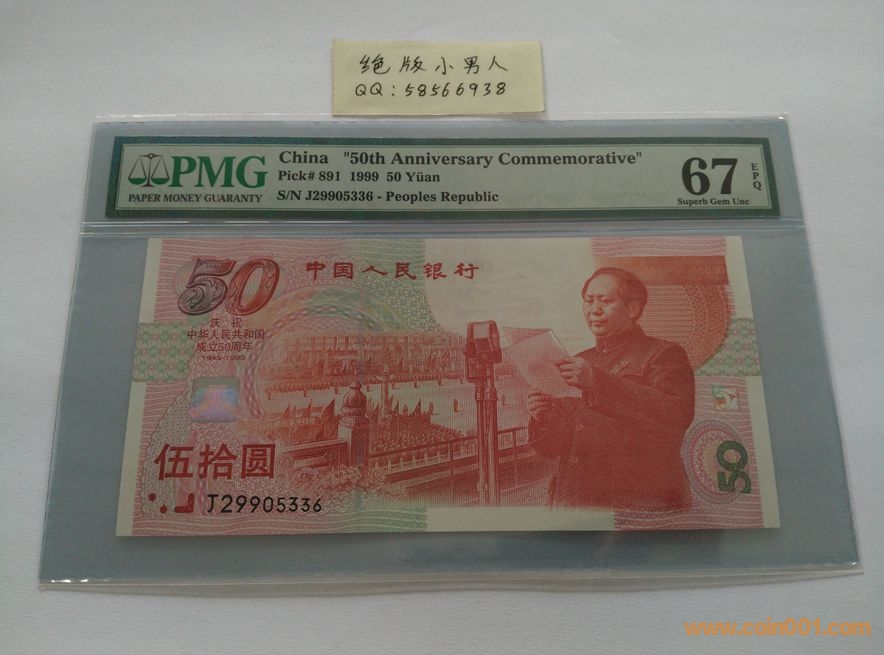 绝版小男人
QQ:58566938
PMG
PAPER MONEY GUARANTY
China "50th Anniversary Commemorative"
Pick# 891 1999 50 Yüan
S/N J29905336 - Peoples Republic
67
EPQ
Superb Gem Unc
50
中国人民银行
庆祝
中华人民共和国
成立50周年
1949-1999
伍拾圆
J29905336
50
www.csin001.com